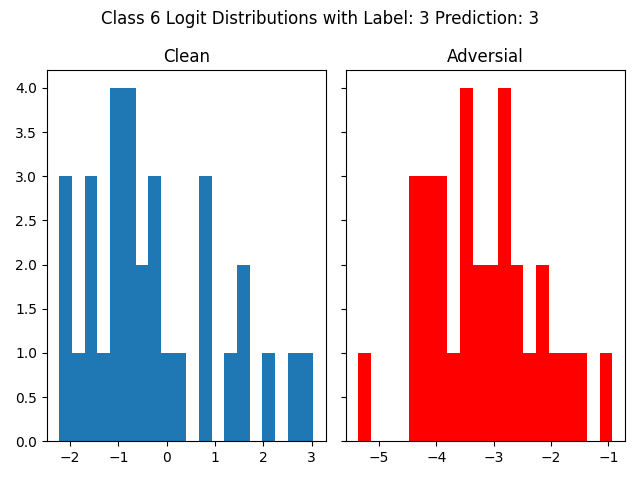 Class 6 Logit Distributions with Label: 3 Prediction: 3
Clean
Adversial
4.0
3.5
3.0
2.5
2.0
1.5
1.0
0.5
0.0
−2 −1 0 1 2 3
−5 −4 −3 −2 −1